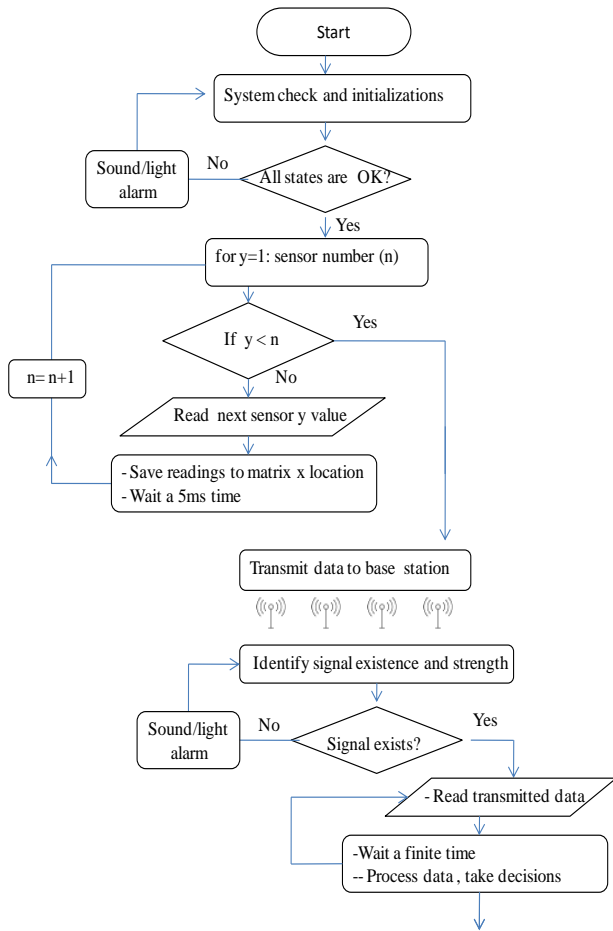 Start
System check and initializations
Sound/light
alarm
No
All states are OK?
Yes
for y=1: sensor number (n)
If y < n
Yes
n= n+1
No
Read next sensor y value
- Save readings to matrix x location
- Wait a 5ms time
Transmit data to base station
Identify signal existence and strength
Sound/light
alarm
No
Signal exists?
Yes
- Read transmitted data
-Wait a finite time
-- Process data , take decisions